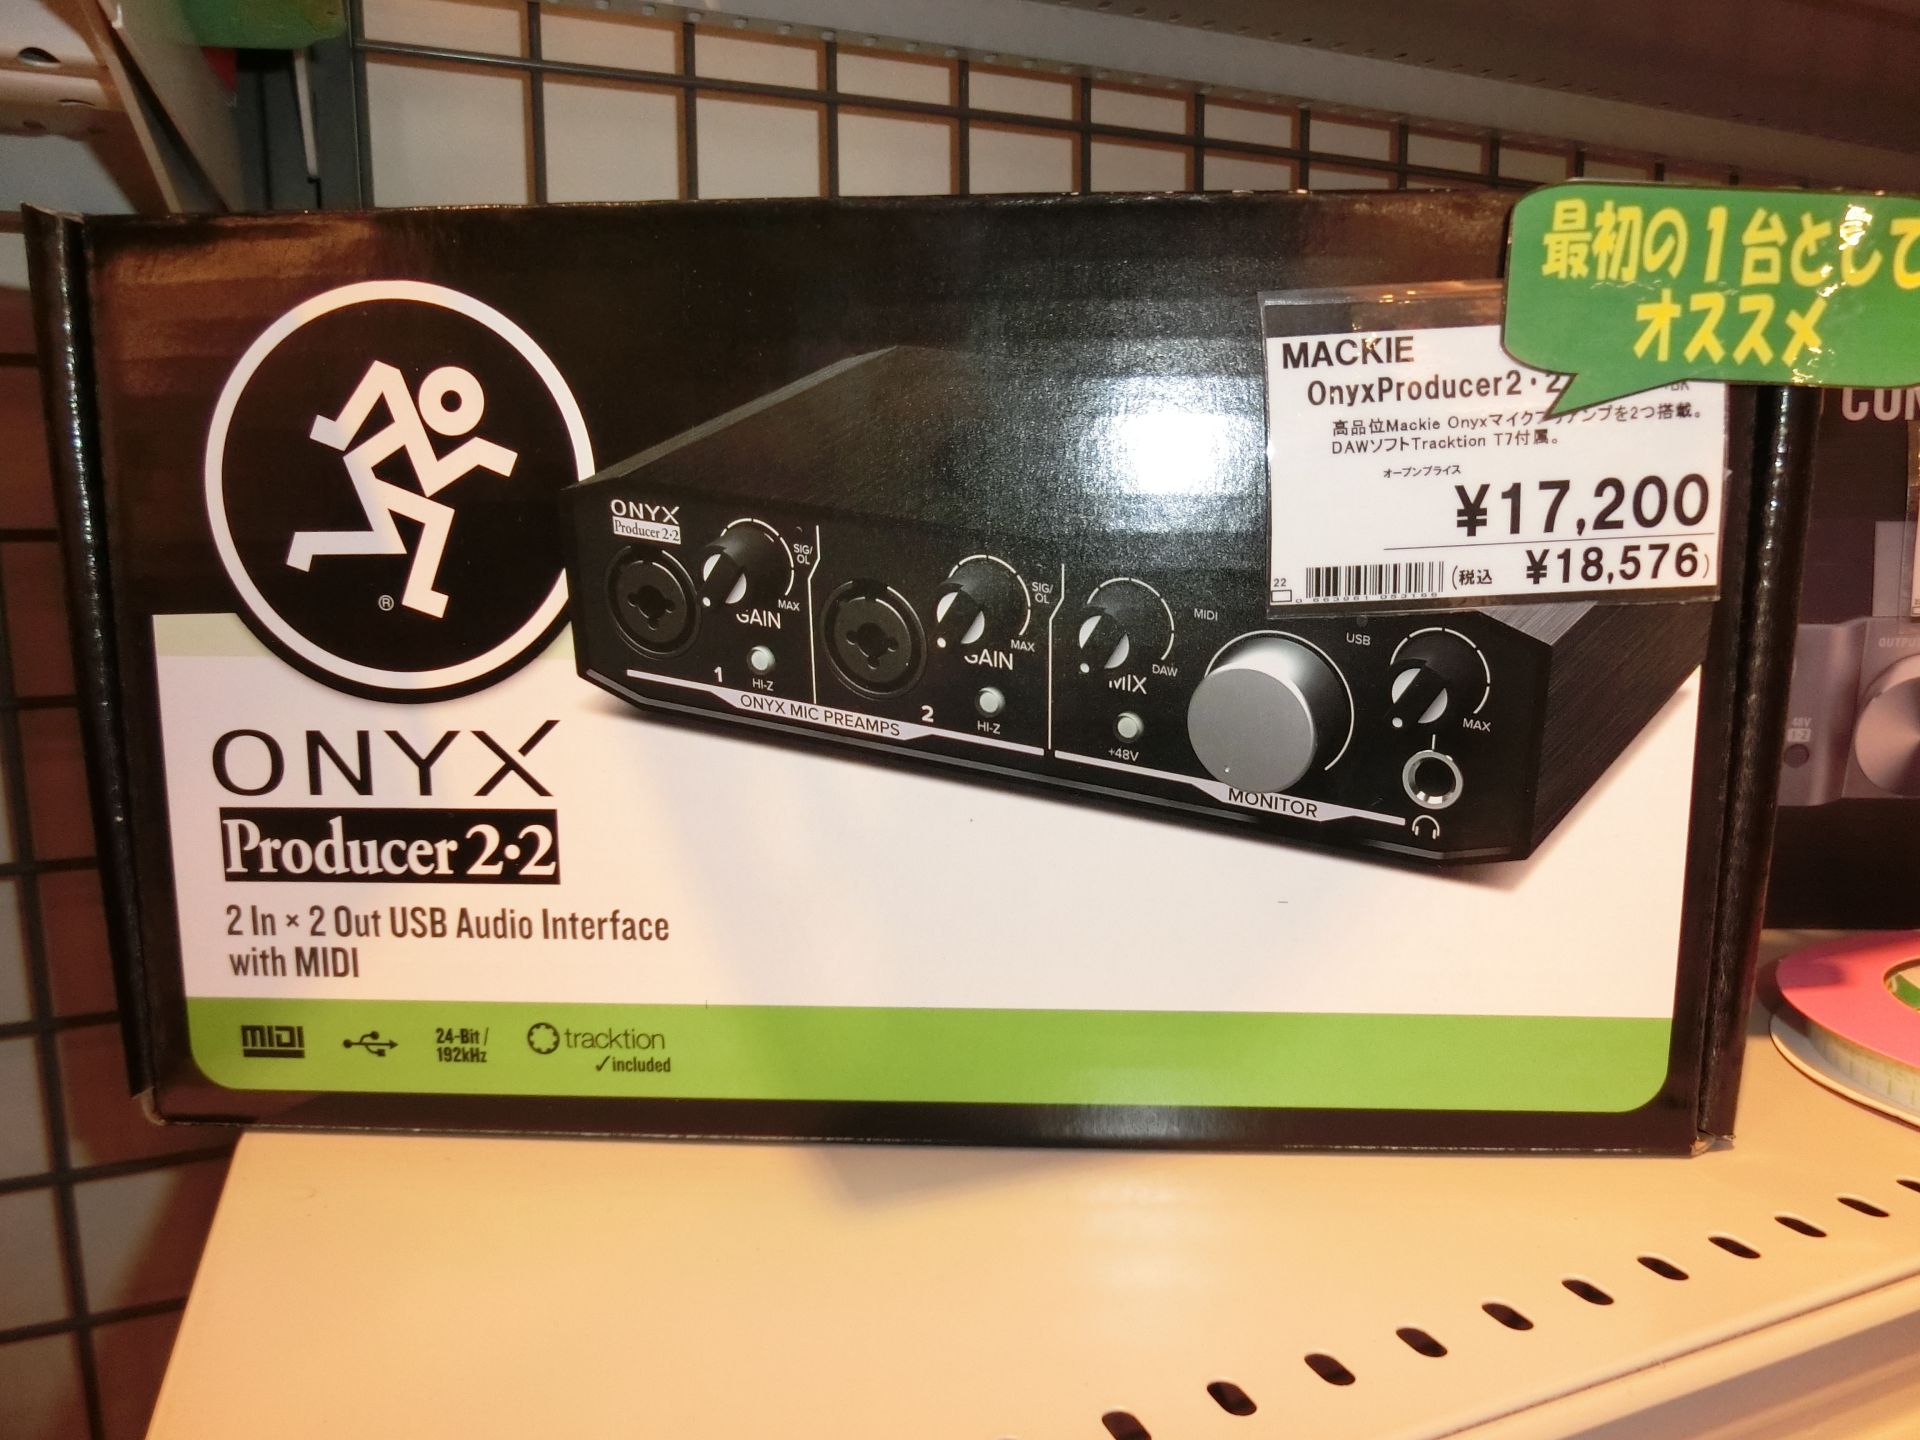 最初の1台として
オススメ
MACKIE
OnyxProducer2・2
高品位Mackie Onyxマイクプリアンプを2つ搭載。
DAWソフトTracktion T7付属。
オープンプライス
¥17,200
(税込 ¥18,576)
22
ONYX
Producer 2•2
SIG/
OL
MAX
GAIN
1
HI-Z
SIG/
OL
MAX
GAIN
2
HI-Z
ONYX MIC PREAMPS
MIDI
DAW
MIX
+48V
MONITOR
USB
MAX
®
ONYX
Producer 2•2
2 In × 2 Out USB Audio Interface
with MIDI
MIDI
24-Bit /
192kHz
tracktion
✓included
OUTPUT
48V
1-2